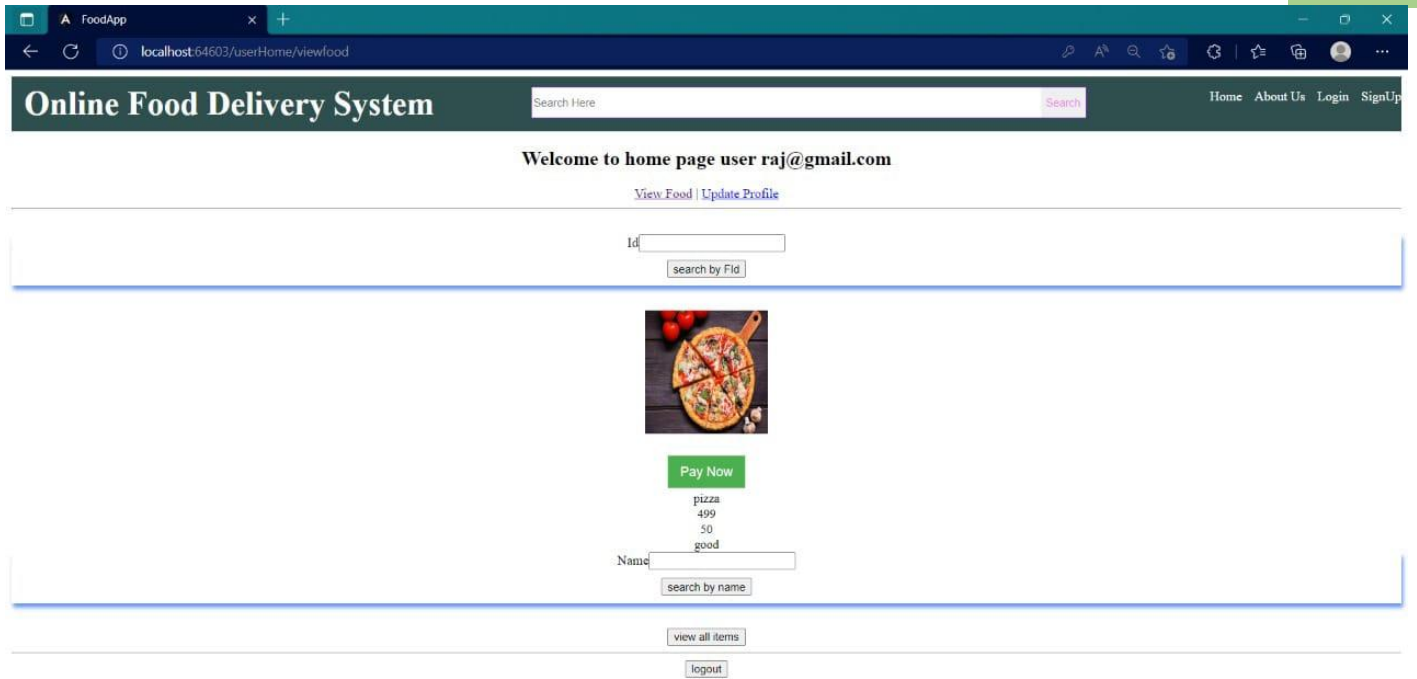 FoodApp
localhost:64603/userHome/viewfood
Online Food Delivery System
Search Here
Search
Home About Us Login SignUp
Welcome to home page user raj@gmail.com
View Food | Update Profile
Id
search by FId
Pay Now
pizza
499
50
good
Name
search by name
view all items
logout